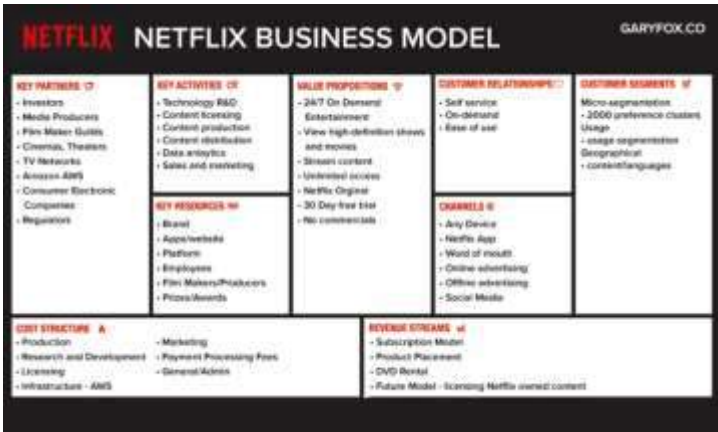 NETFLIX NETFLIX BUSINESS MODEL
GARYFOX.CO
KEY PARTNERS
- Investors
- Media Producers
- Film Maker Guilds
- Cinemas, Theaters
- TV Networks
- Amazon AWS
- Consumer Electronic
Companies
- Regulators
KEY ACTIVITIES
- Technology R&D
- Content licensing
- Content production
- Content distribution
- Data anlaytics
- Sales and marketing
KEY RESOURCES
- Brand
- Apps/website
- Platform
- Employees
- Film Makers/Producers
- Prizes/Awards
VALUE PROPOSITIONS
- 24/7 On Demand
Entertainment
- View high-definition shows
and movies
- Stream content
- Unlimited access
- Netflix Orginal
- 30 Day free trial
- No commercials
CUSTOMER RELATIONSHIPS
- Self service
- On-demand
- Ease of use
CHANNELS
- Any Device
- Netflix App
- Word of mouth
- Online advertising
- Offline advertising
- Social Media
CUSTOMER SEGMENTS
Micro-segmentation
- 2000 preference clusters
Usage
- usage segmentation
Geographical
- content/languages
COST STRUCTURE
- Production
- Research and Development
- Licensing
- Infrastructure - AWS
- Marketing
- Payment Processing Fees
- General/Admin
REVENUE STREAMS
- Subscription Model
- Product Placement
- DVD Rental
- Future Model - licensing Netflix owned content